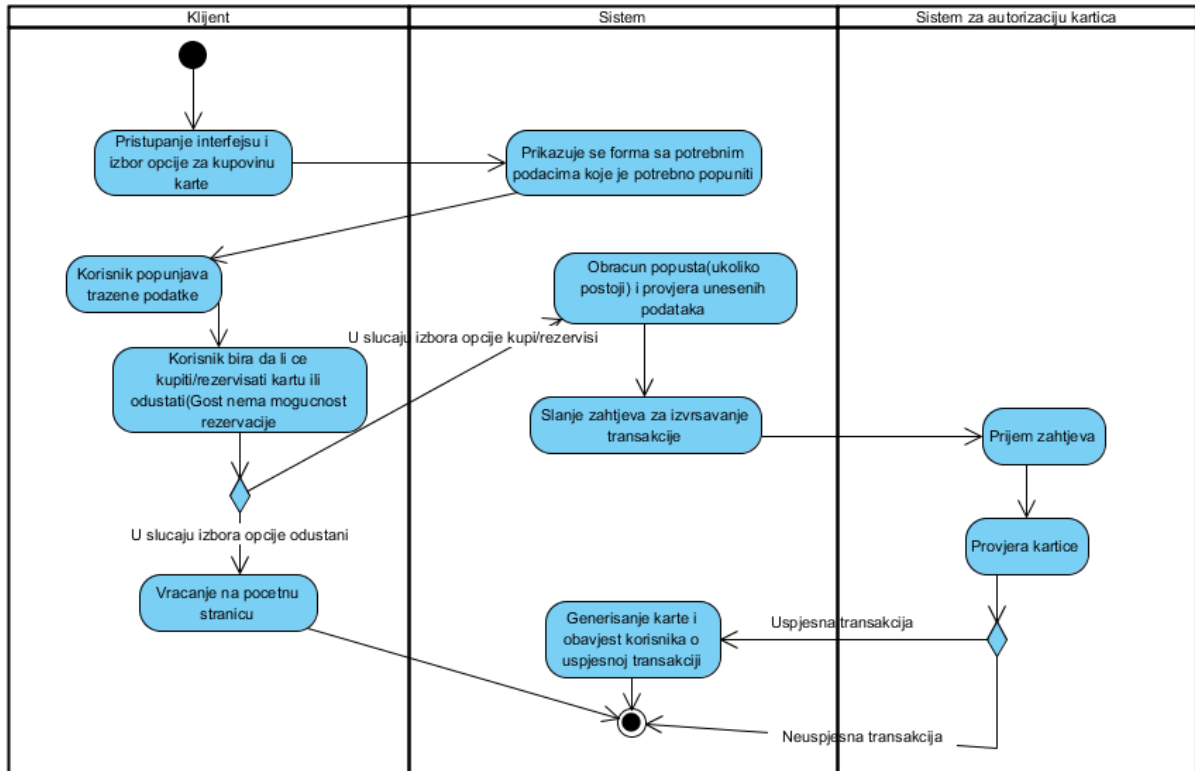 Klijent
Sistem
Sistem za autorizaciju kartica
Pristupanje interfejsu i
izbor opcije za kupovinu
karte
Prikazuje se forma sa potrebnim
podacima koje je potrebno popuniti
Korisnik popunjava
trazene podatke
Obracun popusta(ukoliko
postoji) i provjera unesenih
podataka
U slucaju izbora opcije kupi/rezervisi
Korisnik bira da li ce
kupiti/rezervisati kartu ili
odustati(Gost nema mogucnost
rezervacije
Slanje zahtjeva za izvrsavanje
transakcije
Prijem zahtjeva
U slucaju izbora opcije odustani
Provjera kartice
Vracanje na pocetnu
stranicu
Generisanje karte i
obavjest korisnika o
uspjesnoj transakciji
Uspjesna transakcija
Neuspjesna transakcija